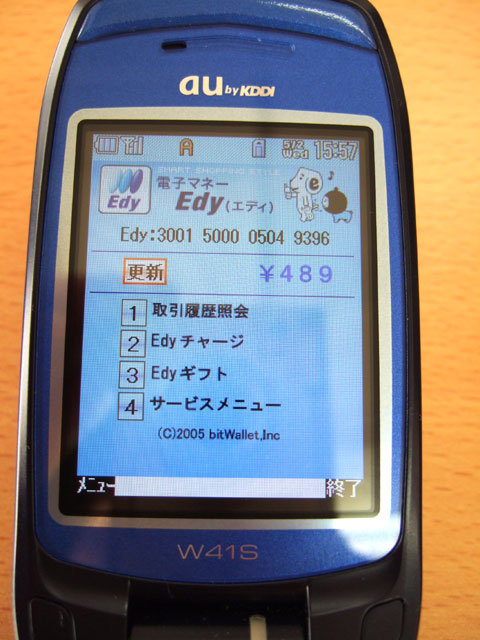 au by KDDI
15:57
SMART SHOPPING STYLE
Edy
電子マネー
Edy(エディ)
Edy:3001 5000 0504 9396
更新
¥489
1 取引履歴照会
2 Edyチャージ
3 Edyギフト
4 サービスメニュー
(C)2005 bitWallet,Inc
メニュー
終了
W41S